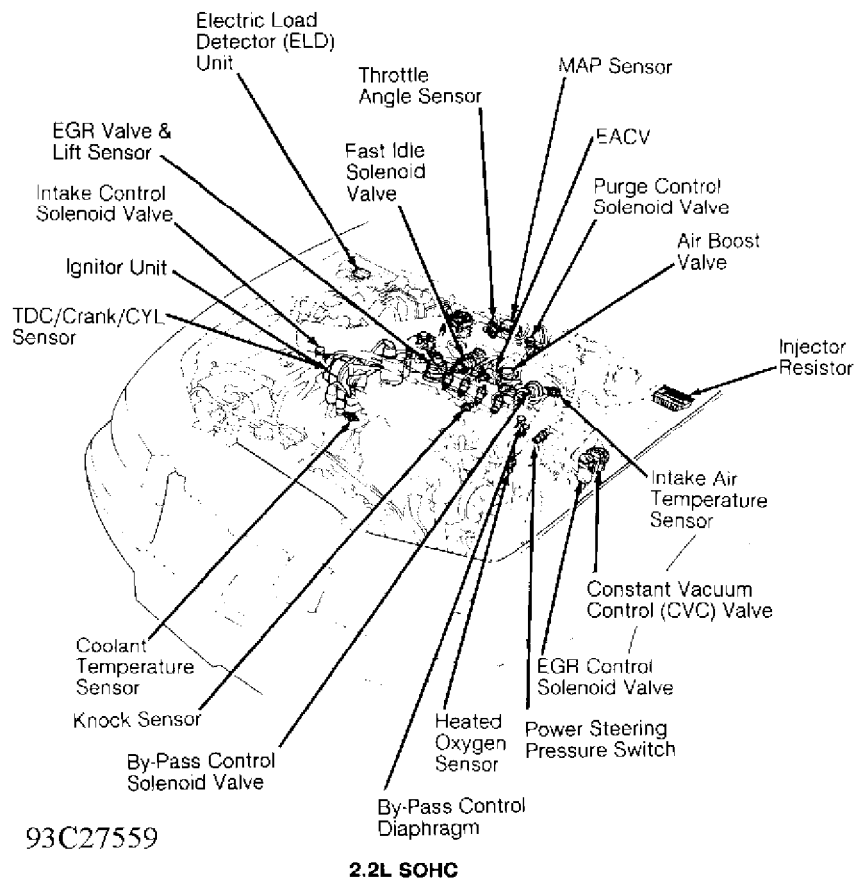 Electric Load
Detector (ELD)
Unit
Throttle
Angle Sensor
MAP Sensor
EGR Valve &
Lift Sensor
Fast Idle
Solenoid
Valve
EACV
Intake Control
Solenoid Valve
Purge Control
Solenoid Valve
Ignitor Unit
Air Boost
Valve
TDC/Crank/CYL
Sensor
Injector
Resistor
Intake Air
Temperature
Sensor
Constant Vacuum
Control (CVC) Valve
Coolant
Temperature
Sensor
EGR Control
Solenoid Valve
Knock Sensor
Heated
Oxygen
Sensor
Power Steering
Pressure Switch
By-Pass Control
Solenoid Valve
By-Pass Control
Diaphragm
93C27559
2.2L SOHC